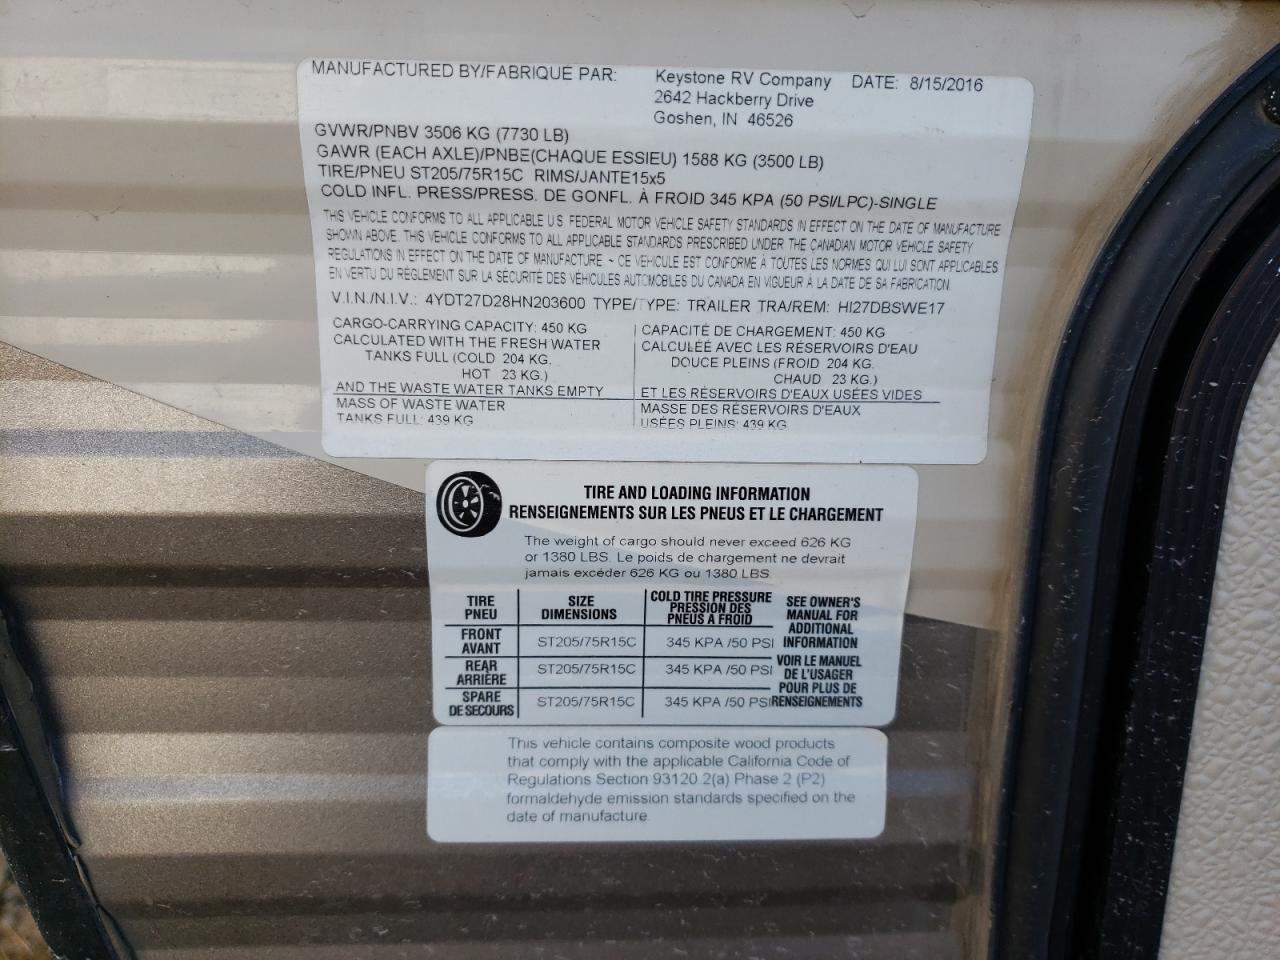 MANUFACTURED BY/FABRIQUÉ PAR: Keystone RV Company DATE: 8/15/2016
2642 Hackberry Drive
Goshen, IN 46526
GVWR/PNBV 3506 KG (7730 LB)
GAWR (EACH AXLE)/PNBE(CHAQUE ESSIEU) 1588 KG (3500 LB)
TIRE/PNEU ST205/75R15C RIMS/JANTE15x5
COLD INFL. PRESS/PRESS. DE GONFL. À FROID 345 KPA (50 PSI/LPC)-SINGLE
THIS VEHICLE CONFORMS TO ALL APPLICABLE U.S. FEDERAL MOTOR VEHICLE SAFETY STANDARDS IN EFFECT ON THE DATE OF MANUFACTURE
SHOWN ABOVE. THIS VEHICLE CONFORMS TO ALL APPLICABLE STANDARDS PRESCRIBED UNDER THE CANADIAN MOTOR VEHICLE SAFETY
REGULATIONS IN EFFECT ON THE DATE OF MANUFACTURE ~ CE VEHICULE EST CONFORME À TOUTES LES NORMES QUI LUI SONT APPLICABLES
EN VERTU DU RÈGLEMENT SUR LA SÉCURITÉ DES VÉHICULES AUTOMOBILES DU CANADA EN VIGUEUR À LA DATE DE SA FABRICATION
V.I.N./N.I.V.: 4YDT27D28HN203600 TYPE/TYPE: TRAILER TRA/REM: HI27DBSWE17
CARGO-CARRYING CAPACITY: 450 KG
CALCULATED WITH THE FRESH WATER
TANKS FULL (COLD 204 KG.
HOT 23 KG.)
AND THE WASTE WATER TANKS EMPTY
MASS OF WASTE WATER
TANKS FULL: 439 KG
CAPACITÉ DE CHARGEMENT: 450 KG
CALCULÉE AVEC LES RÉSERVOIRS D'EAU
DOUCE PLEINS (FROID 204 KG.
CHAUD 23 KG.)
ET LES RÉSERVOIRS D'EAUX USÉES VIDES
MASSE DES RÉSERVOIRS D'EAUX
USÉES PLEINS: 439 KG
TIRE AND LOADING INFORMATION
RENSEIGNEMENTS SUR LES PNEUS ET LE CHARGEMENT
The weight of cargo should never exceed 626 KG
or 1380 LBS. Le poids de chargement ne devrait
jamais excéder 626 KG ou 1380 LBS.
TIRE
PNEU
SIZE
DIMENSIONS
COLD TIRE PRESSURE
PRESSION DES
PNEUS A FROID
FRONT
AVANT
ST205/75R15C
345 KPA /50 PSI
REAR
ARRIÈRE
ST205/75R15C
345 KPA /50 PSI
SPARE
DE SECOURS
ST205/75R15C
345 KPA /50 PSI
SEE OWNER'S
MANUAL FOR
ADDITIONAL
INFORMATION
VOIR LE MANUEL
DE L'USAGER
POUR PLUS DE
RENSEIGNEMENTS
This vehicle contains composite wood products
that comply with the applicable California Code of
Regulations Section 93120.2(a) Phase 2 (P2)
formaldehyde emission standards specified on the
date of manufacture.